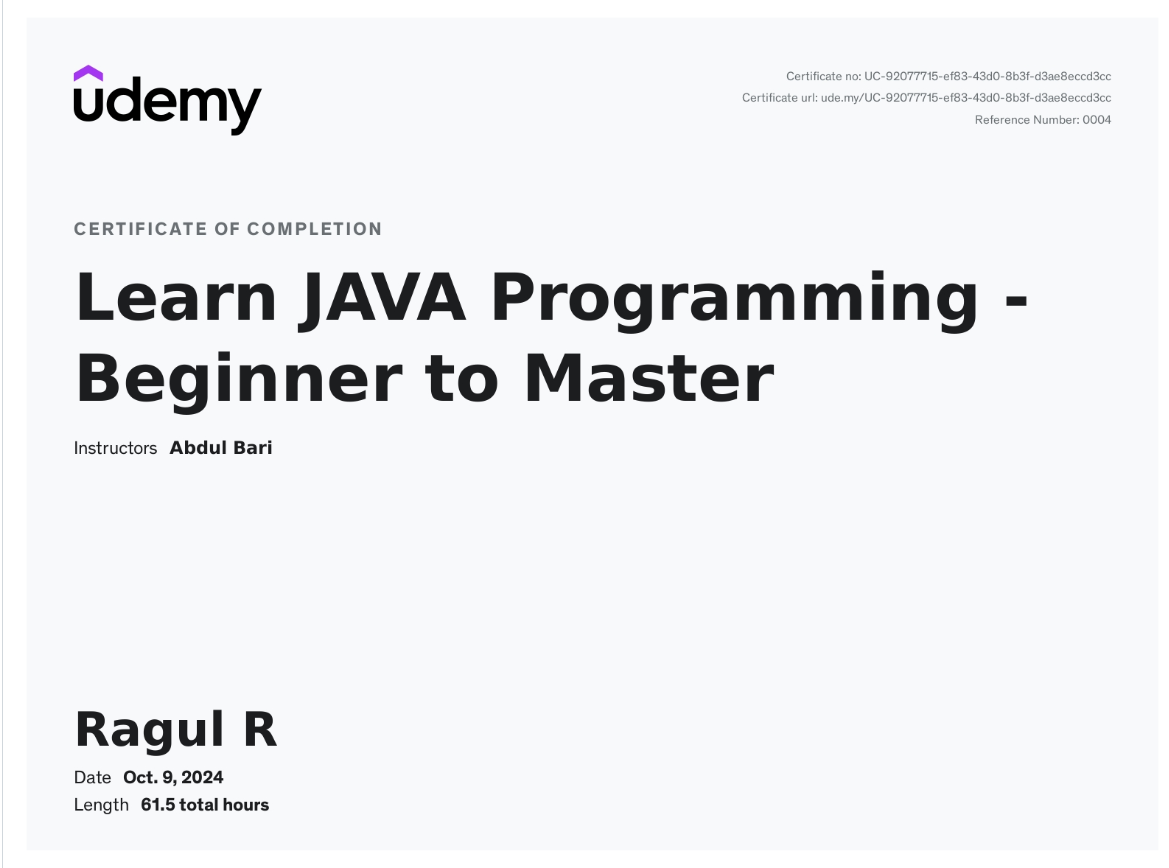 udemy
Certificate no: UC-92077715-ef83-43d0-8b3f-d3ae8eccd3cc
Certificate url: ude.my/UC-92077715-ef83-43d0-8b3f-d3ae8eccd3cc
Reference Number: 0004
CERTIFICATE OF COMPLETION
Learn JAVA Programming -
Beginner to Master
Instructors Abdul Bari
Ragul R
Date Oct. 9, 2024
Length 61.5 total hours